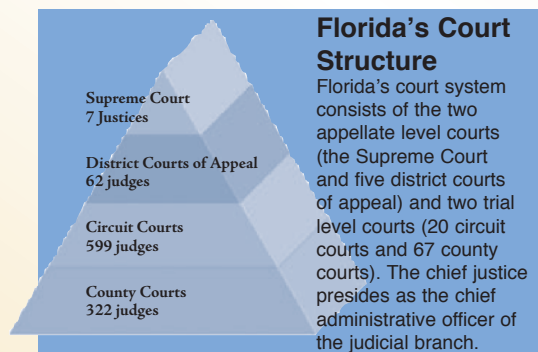 Supreme Court
7 Justices
District Courts of Appeal
62 judges
Circuit Courts
599 judges
County Courts
322 judges
Florida's Court
Structure
Florida's court system
consists of the two
appellate level courts
(the Supreme Court
and five district courts
of appeal) and two trial
level courts (20 circuit
courts and 67 county
courts). The chief justice
presides as the chief
administrative officer of
the judicial branch.